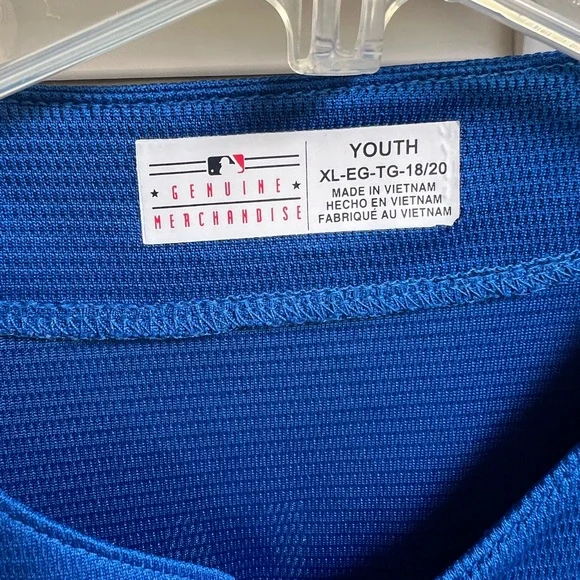 GENUINE
MERCHANDISE
YOUTH
XL-EG-TG-18/20
MADE IN VIETNAM
HECHO EN VIETNAM
FABRIQUÉ AU VIETNAM